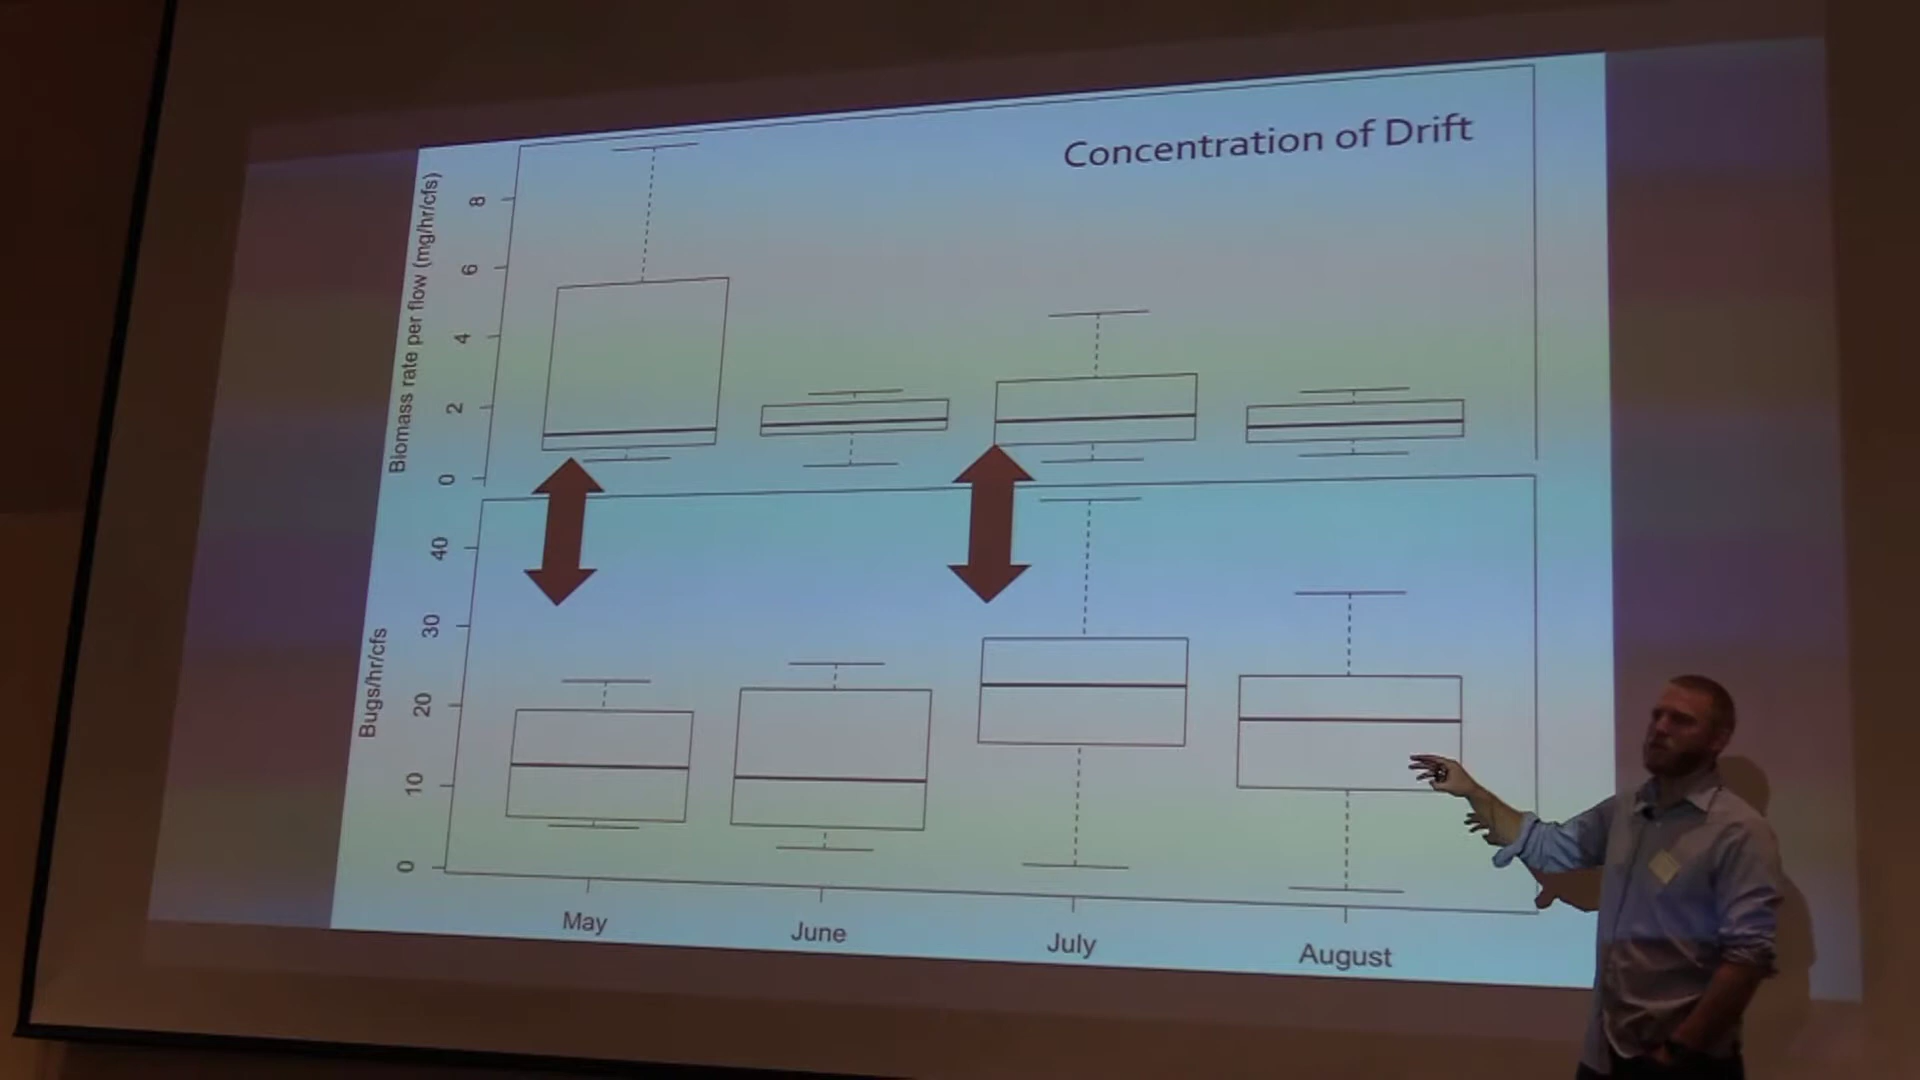 Concentration of Drift
Biomass rate per flow (mg/hr/cfs)
8
6
4
2
0
Bugs/hr/cfs
40
30
20
10
0
May
June
July
August